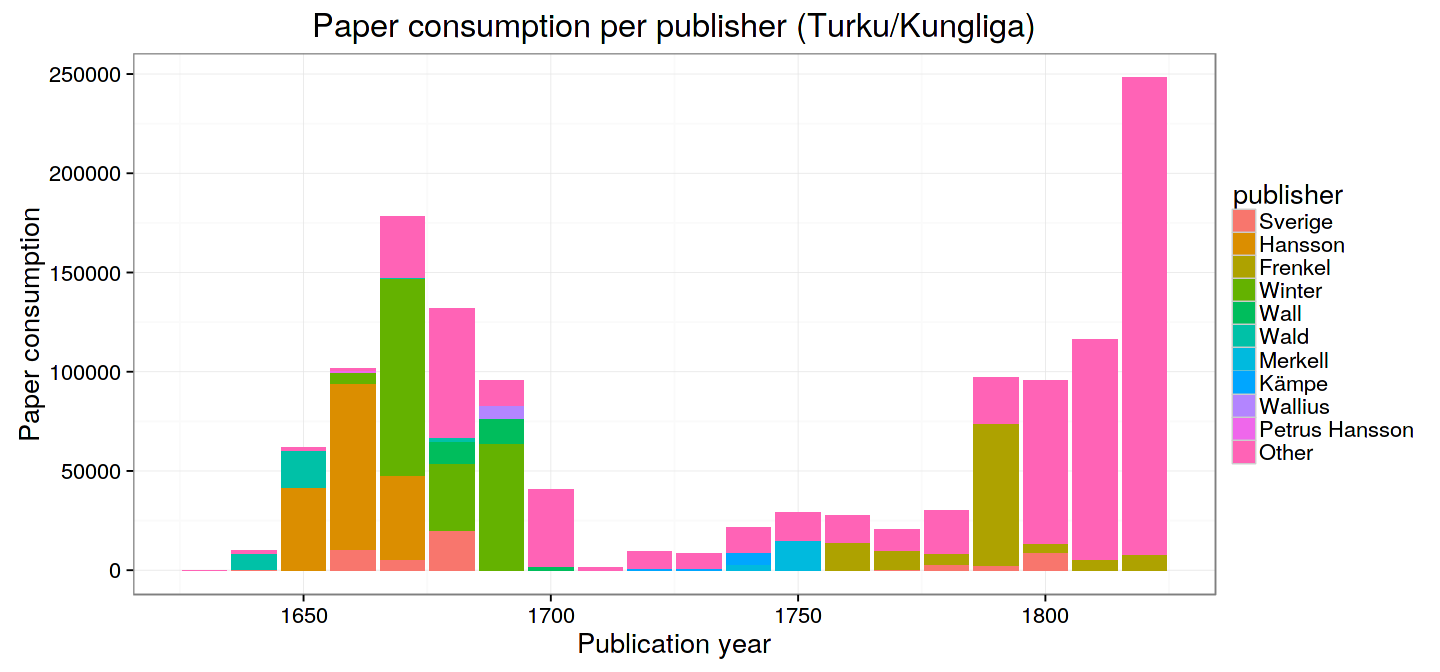 Paper consumption per publisher (Turku/Kungliga)
250000
200000
150000
100000
50000
0
Paper consumption
1650
1700
1750
1800
Publication year
publisher
Sverige
Hansson
Frenkel
Winter
Wall
Wald
Merkell
Kämpe
Wallius
Petrus Hansson
Other